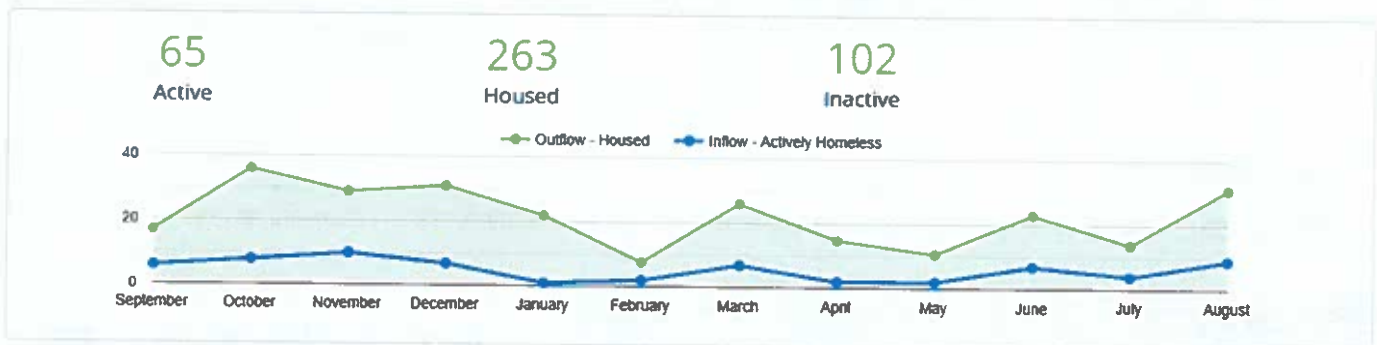 65
Active
263
Housed
102
Inactive
Outflow - Housed
Inflow - Actively Homeless
40
20
0
September October November December January February March April May June July August